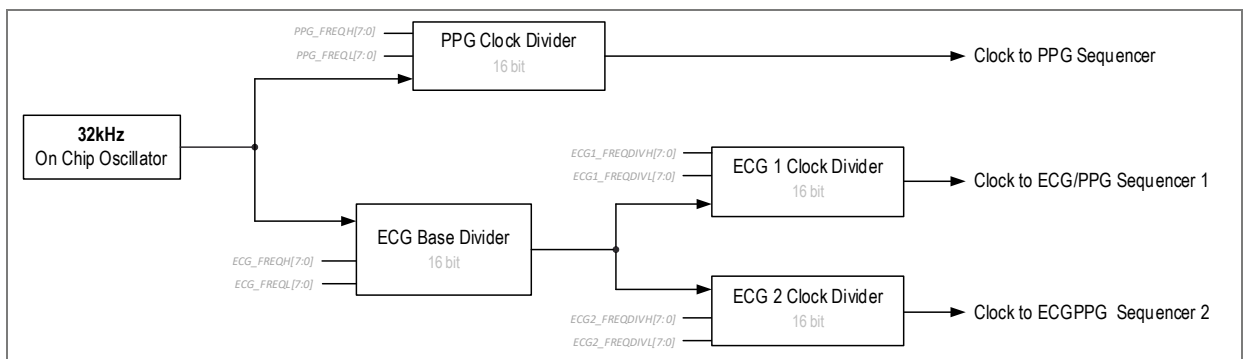 PPG_FREQH[7:0]
PPG_FREQL[7:0]
PPG Clock Divider
16 bit
Clock to PPG Sequencer
32kHz
On Chip Oscillator
ECG1_FREQDIVH[7:0]
ECG1_FREQDIVL[7:0]
ECG 1 Clock Divider
16 bit
Clock to ECG/PPG Sequencer 1
ECG Base Divider
16 bit
ECG_FREQH[7:0]
ECG_FREQL[7:0]
ECG 2 Clock Divider
16 bit
ECG2_FREQDIVH[7:0]
ECG2_FREQDIVL[7:0]
Clock to ECGPPG Sequencer 2